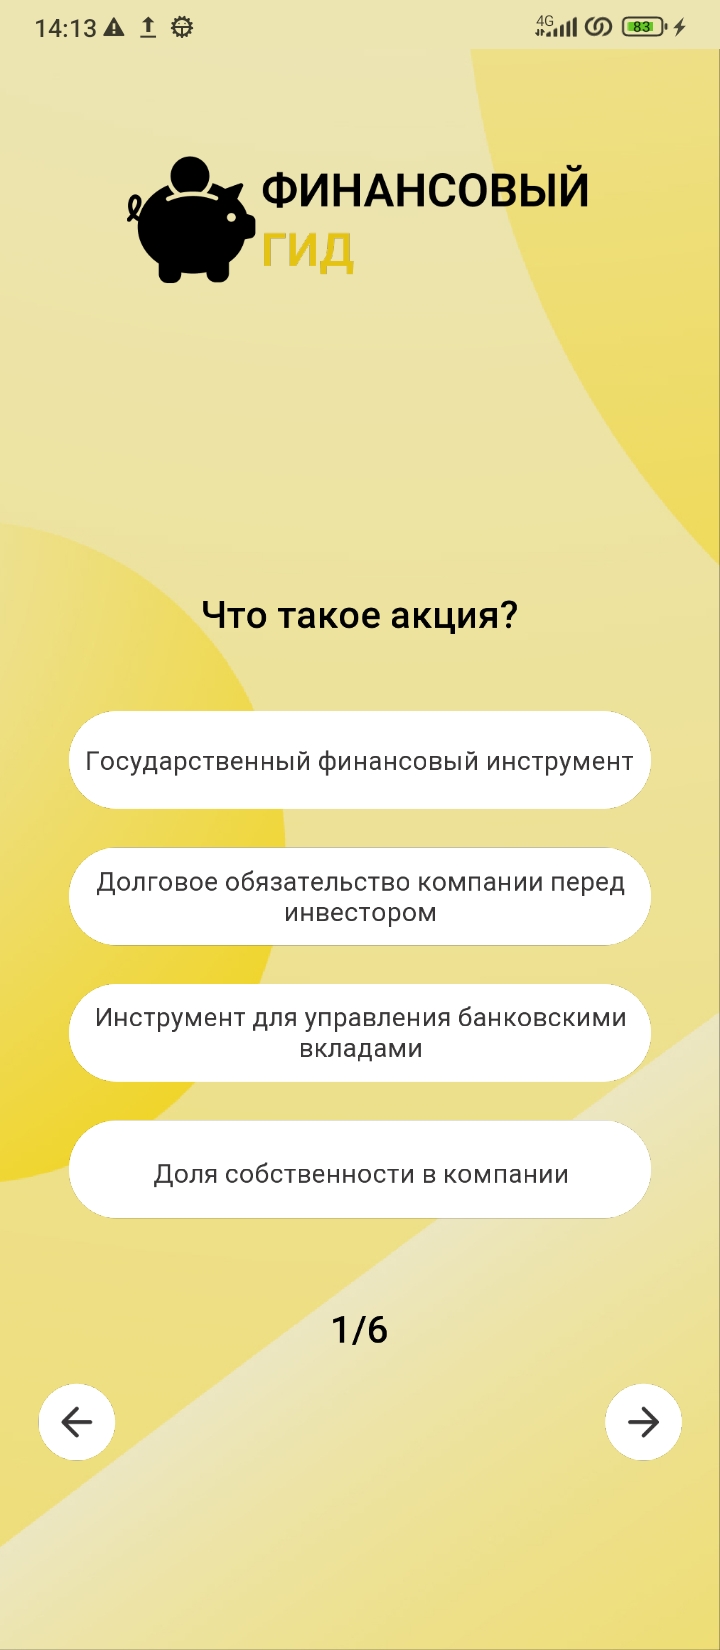 14:13
4G
83
ФИНАНСОВЫЙ
ГИД
Что такое акция?
Государственный финансовый инструмент
Долговое обязательство компании перед
инвестором
Инструмент для управления банковскими
вкладами
Доля собственности в компании
1/6